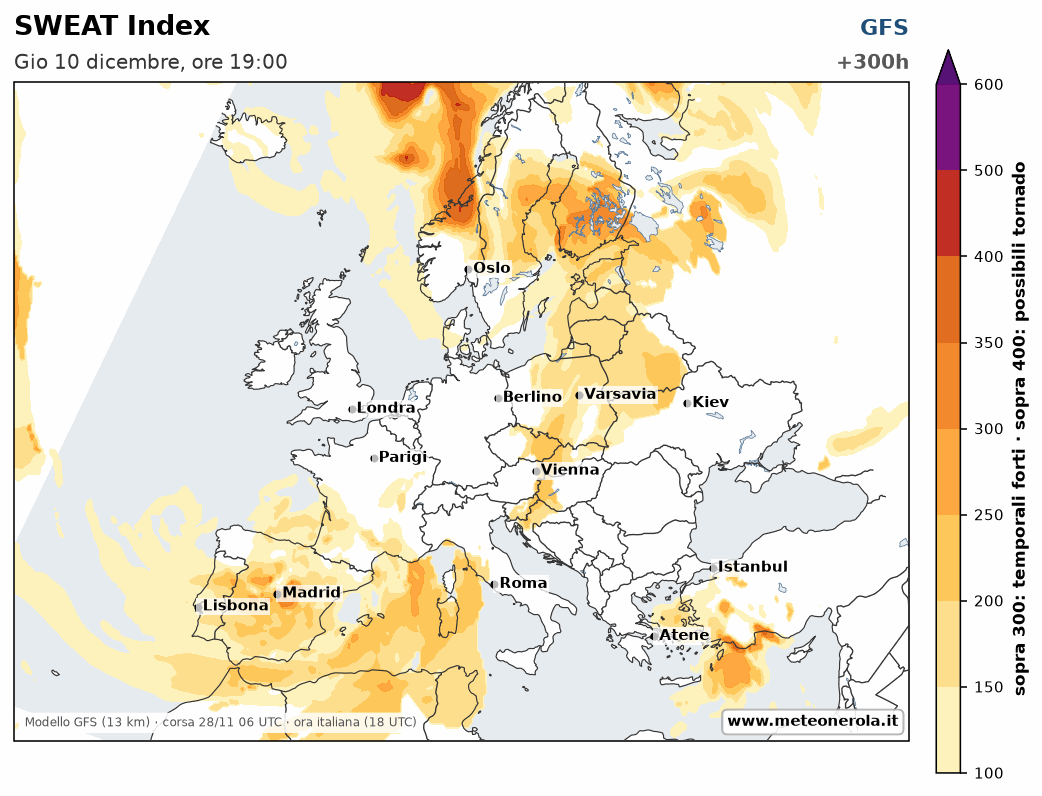 SWEAT Index
GFS
Gio 10 dicembre, ore 19:00
+300h
600
500
400
350
300
250
200
150
100
sopra 300: temporali forti · sopra 400: possibili tornado
Oslo
Berlino
Varsavia
Kiev
Londra
Parigi
Vienna
Istanbul
Roma
Madrid
Lisbona
Atene
Modello GFS (13 km) · corsa 28/11 06 UTC · ora italiana (18 UTC)
www.meteonerola.it